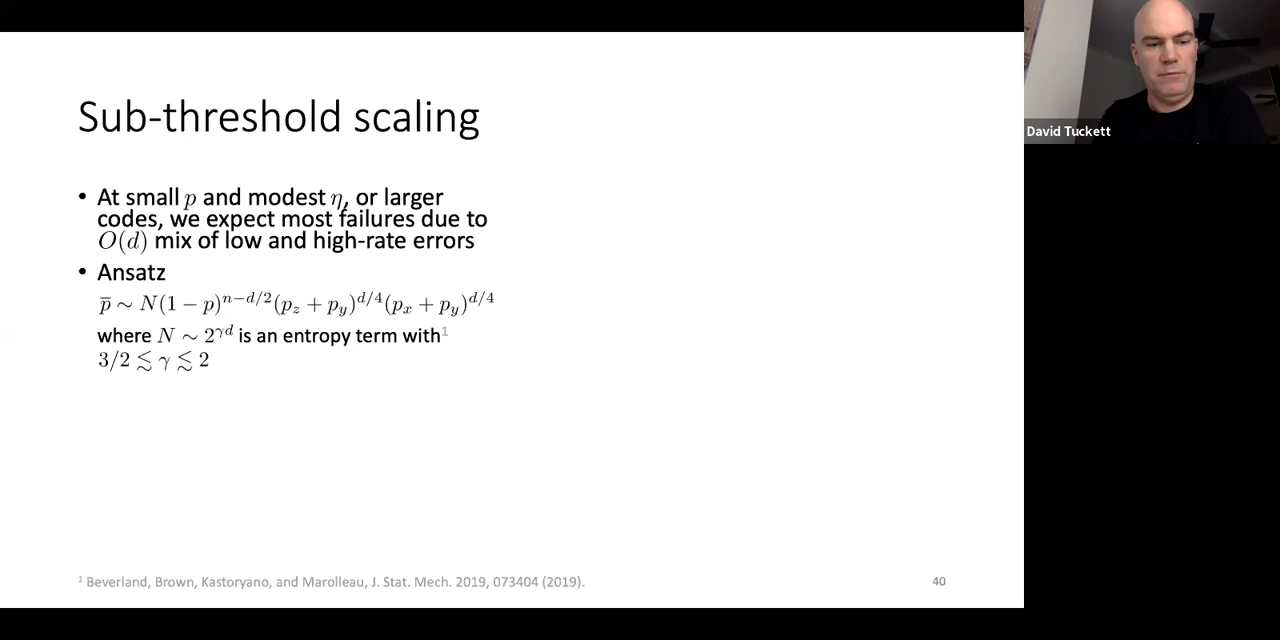 Sub-threshold scaling
• At small p and modest η, or larger
codes, we expect most failures due to
O(d) mix of low and high-rate errors
• Ansatz
p̄ ∼ N(1 − p)^{n−d/2}(p_z + p_y)^{d/4}(p_x + p_y)^{d/4}
where N ∼ 2^{γd} is an entropy term with¹
3/2 ≲ γ ≲ 2
¹ Beverland, Brown, Kastoryano, and Marolleau, J. Stat. Mech. 2019, 073404 (2019).
40
David Tuckett